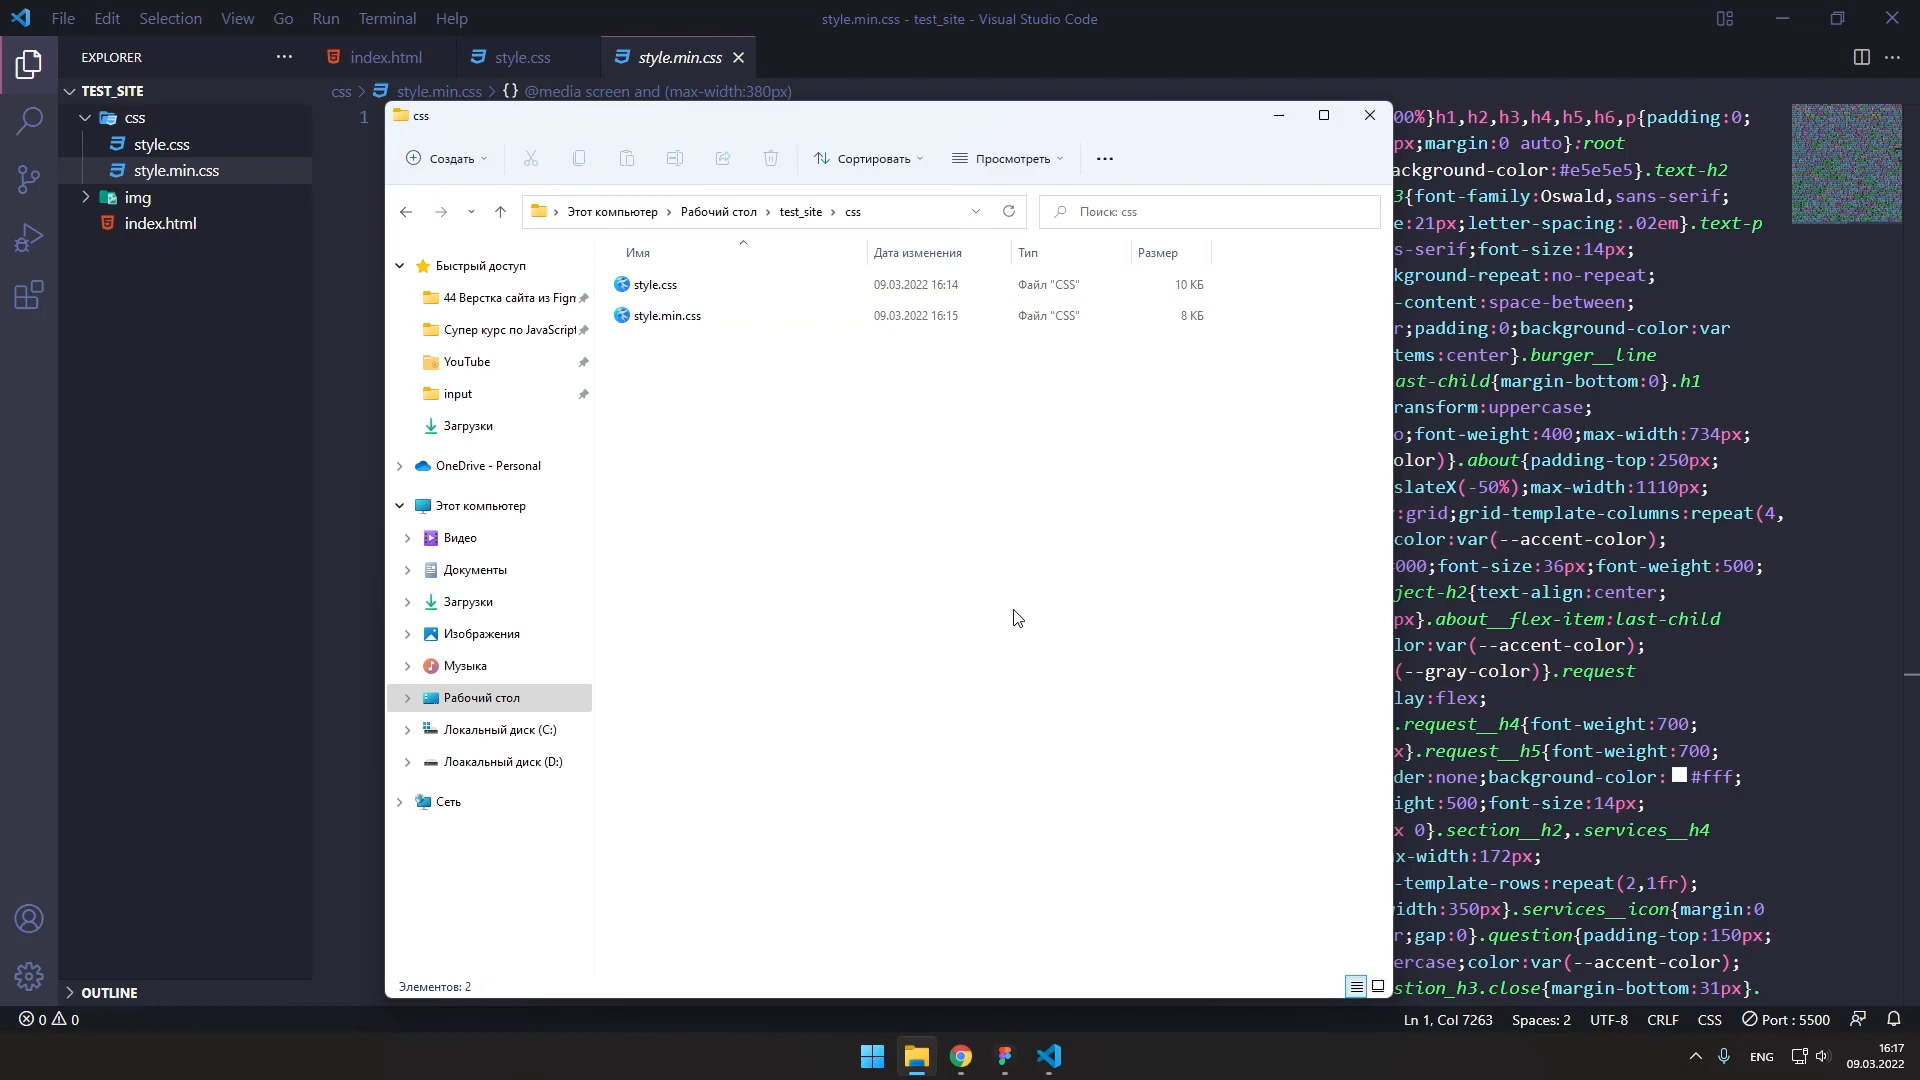 File Edit Selection View Go Run Terminal Help
style.min.css - test_site - Visual Studio Code
EXPLORER
index.html
style.css
style.min.css
TEST_SITE
css
style.css
style.min.css
img
index.html
OUTLINE
css > style.min.css > {} @media screen and (max-width:380px)
1
css
Создать
Сортировать
Просмотреть
Этот компьютер > Рабочий стол > test_site > css
Поиск: css
Имя
Дата изменения
Тип
Размер
style.css 09.03.2022 16:14 Файл "CSS" 10 КБ
style.min.css 09.03.2022 16:15 Файл "CSS" 8 КБ
Быстрый доступ
44 Верстка сайта из Figm
Супер курс по JavaScript
YouTube
input
Загрузки
OneDrive - Personal
Этот компьютер
Видео
Документы
Загрузки
Изображения
Музыка
Рабочий стол
Локальный диск (C:)
Лоакальный диск (D:)
Сеть
Элементов: 2
00%}h1,h2,h3,h4,h5,h6,p{padding:0;
px;margin:0 auto}:root
ackground-color:#e5e5e5}.text-h2
3{font-family:Oswald,sans-serif;
e:21px;letter-spacing:.02em}.text-p
s-serif;font-size:14px;
kground-repeat:no-repeat;
-content:space-between;
r;padding:0;background-color:var
tems:center}.burger__line
ast-child{margin-bottom:0}.h1
ransform:uppercase;
o;font-weight:400;max-width:734px;
olor)}.about{padding-top:250px;
slateX(-50%);max-width:1110px;
:grid;grid-template-columns:repeat(4,
color:var(--accent-color);
000;font-size:36px;font-weight:500;
ject-h2{text-align:center;
px}.about__flex-item:last-child
lor:var(--accent-color);
(--gray-color)}.request
lay:flex;
.request__h4{font-weight:700;
x}.request__h5{font-weight:700;
der:none;background-color:#fff;
ight:500;font-size:14px;
x 0}.section__h2,.services__h4
x-width:172px;
-template-rows:repeat(2,1fr);
idth:350px}.services__icon{margin:0
r;gap:0}.question{padding-top:150px;
ercase;color:var(--accent-color);
stion_h3.close{margin-bottom:31px}.
0 0
Ln 1, Col 7263 Spaces: 2 UTF-8 CRLF CSS Port : 5500
ENG
16:17
09.03.2022